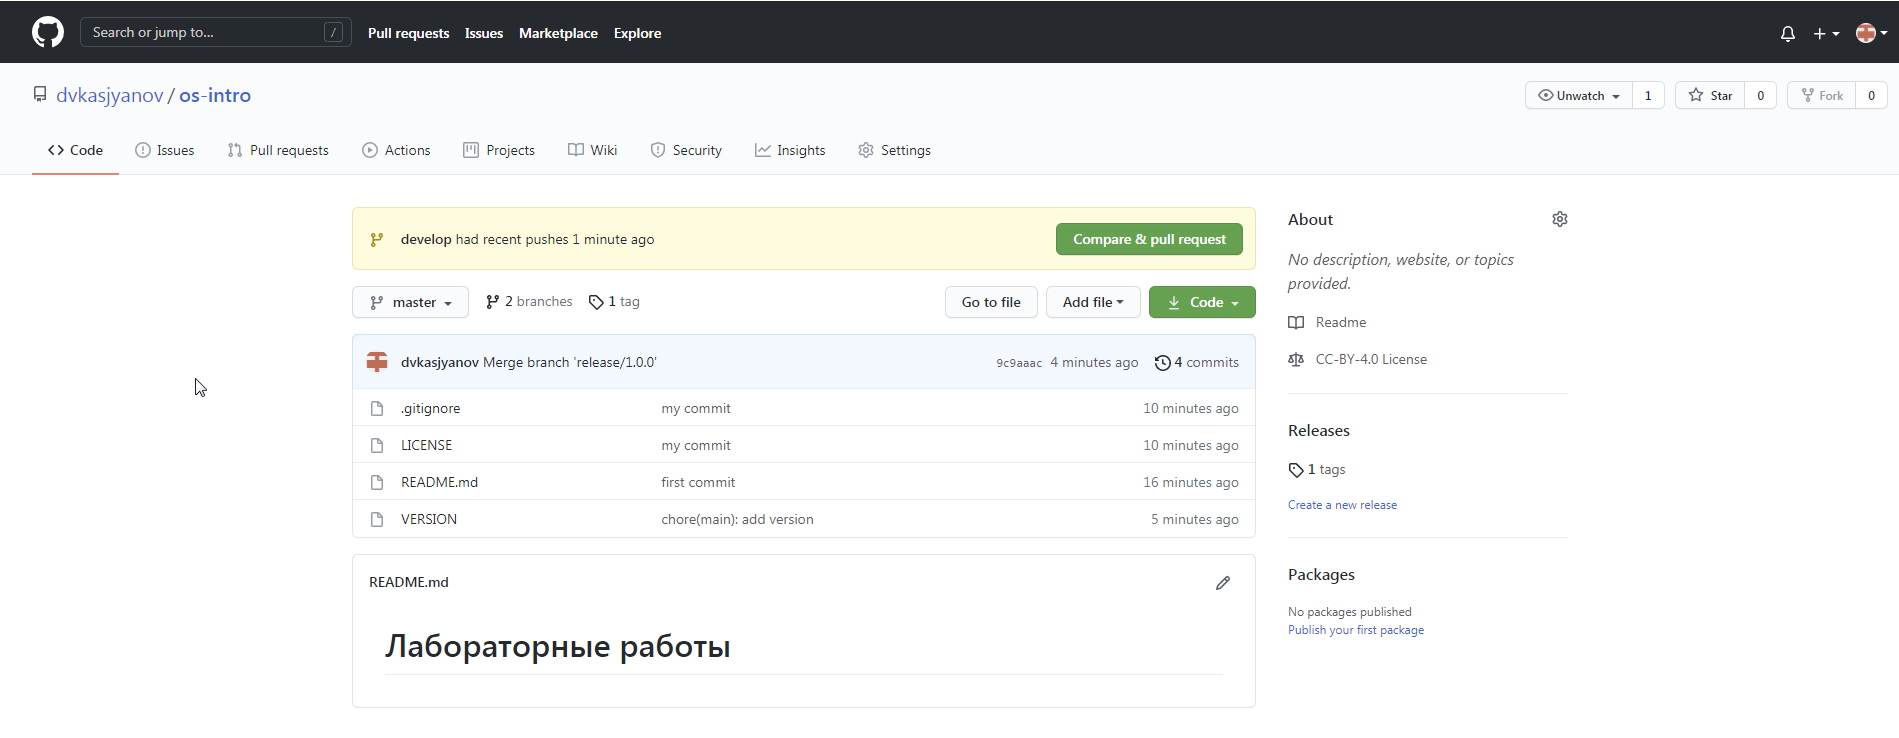 Search or jump to... /
Pull requests Issues Marketplace Explore
dvkasjyanov / os-intro
Unwatch 1 Star 0 Fork 0
Code Issues Pull requests Actions Projects Wiki Security Insights Settings
develop had recent pushes 1 minute ago
Compare & pull request
master 2 branches 1 tag
Go to file Add file Code
dvkasjyanov Merge branch 'release/1.0.0' 9c9aaac 4 minutes ago 4 commits
.gitignore my commit 10 minutes ago
LICENSE my commit 10 minutes ago
README.md first commit 16 minutes ago
VERSION chore(main): add version 5 minutes ago
README.md
Лабораторные работы
About
No description, website, or topics
provided.
Readme
CC-BY-4.0 License
Releases
1 tags
Create a new release
Packages
No packages published
Publish your first package